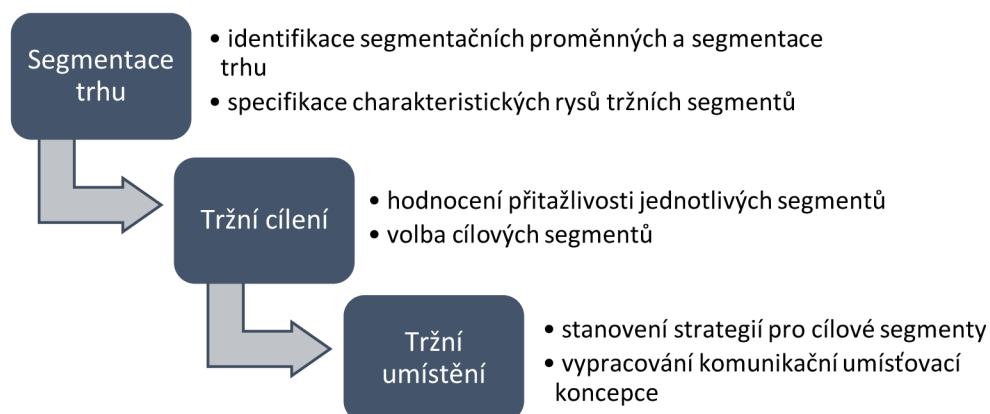 Segmentace
trhu
• identifikace segmentačních proměnných a segmentace
trhu
• specifikace charakteristických rysů tržních segmentů
Tržní cílení
• hodnocení přitažlivosti jednotlivých segmentů
• volba cílových segmentů
Tržní
umístění
• stanovení strategií pro cílové segmenty
• vypracování komunikační umísťovací
koncepce